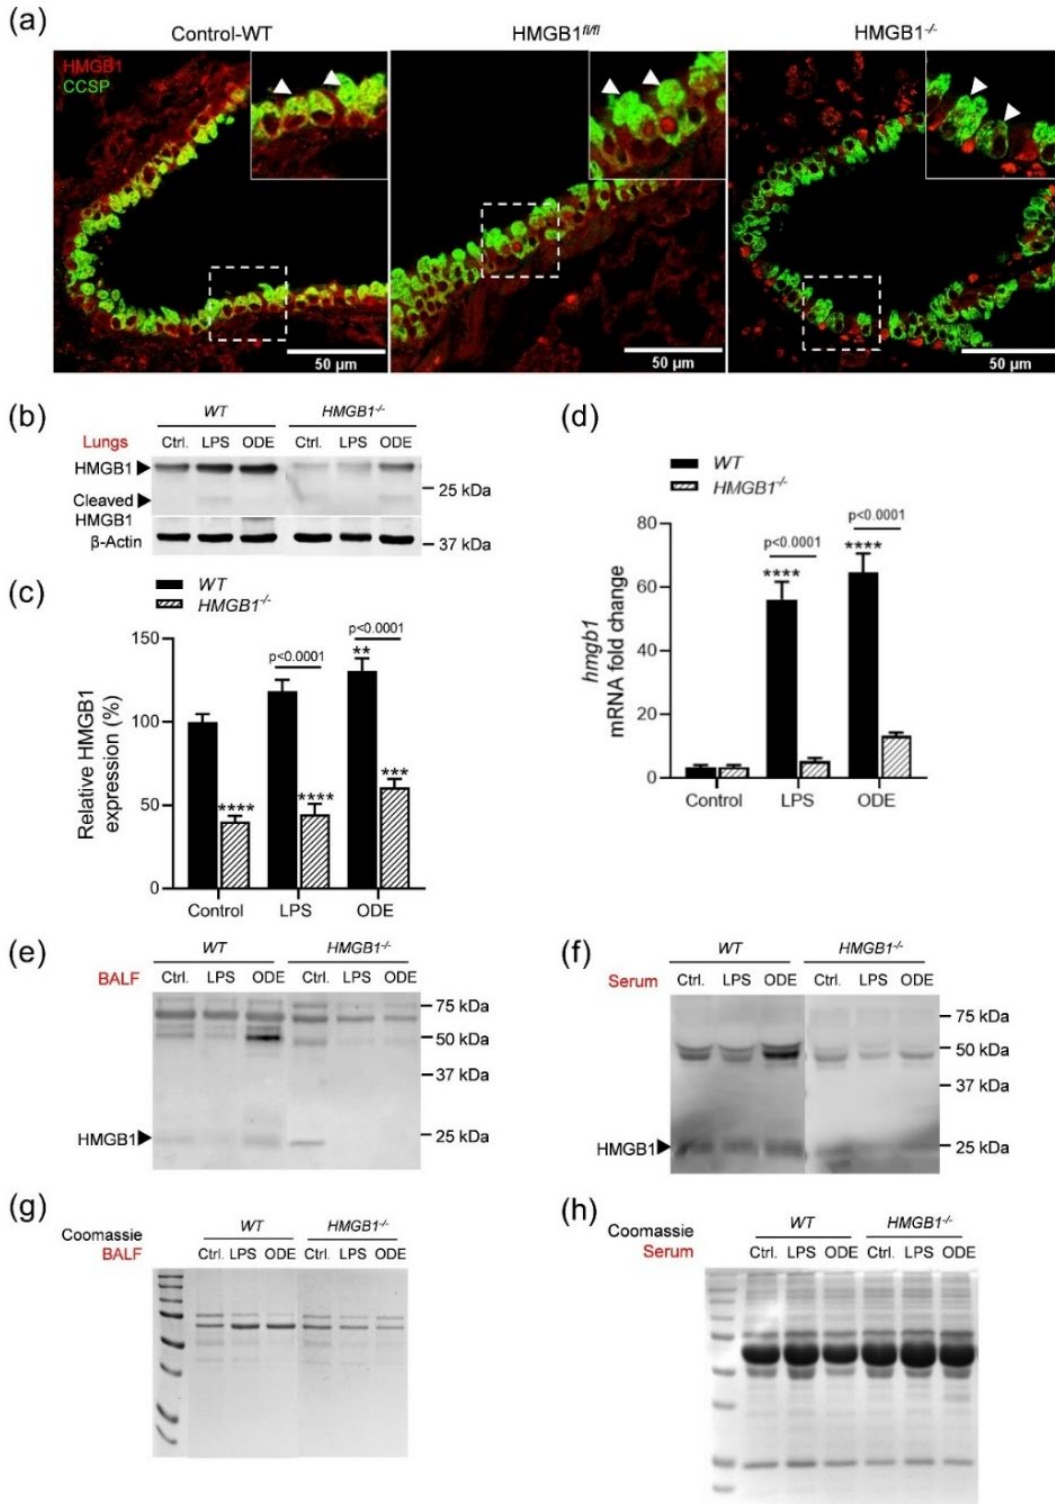 (a)
Control-WT HMGB1fl/fl HMGB1-/-
HMGB1
CCSP
50 µm 50 µm 50 µm
(b)
WT HMGB1-/-
Lungs Ctrl. LPS ODE Ctrl. LPS ODE
HMGB1
25 kDa
Cleaved
HMGB1
β-Actin
37 kDa
(c)
WT
HMGB1-/-
Relative HMGB1
expression (%)
150
100
50
0
p<0.0001
p<0.0001
**
****
****
***
Control LPS ODE
(d)
WT
HMGB1-/-
hmgb1
mRNA fold change
80
60
40
20
0
p<0.0001
p<0.0001
****
****
Control LPS ODE
(e)
WT HMGB1-/-
BALF Ctrl. LPS ODE Ctrl. LPS ODE
75 kDa
50 kDa
37 kDa
HMGB1
25 kDa
(f)
WT HMGB1-/-
Serum Ctrl. LPS ODE Ctrl. LPS ODE
75 kDa
50 kDa
37 kDa
HMGB1
25 kDa
(g)
Coomassie WT HMGB1-/-
BALF Ctrl. LPS ODE Ctrl. LPS ODE
(h)
Coomassie WT HMGB1-/-
Serum Ctrl. LPS ODE Ctrl. LPS ODE